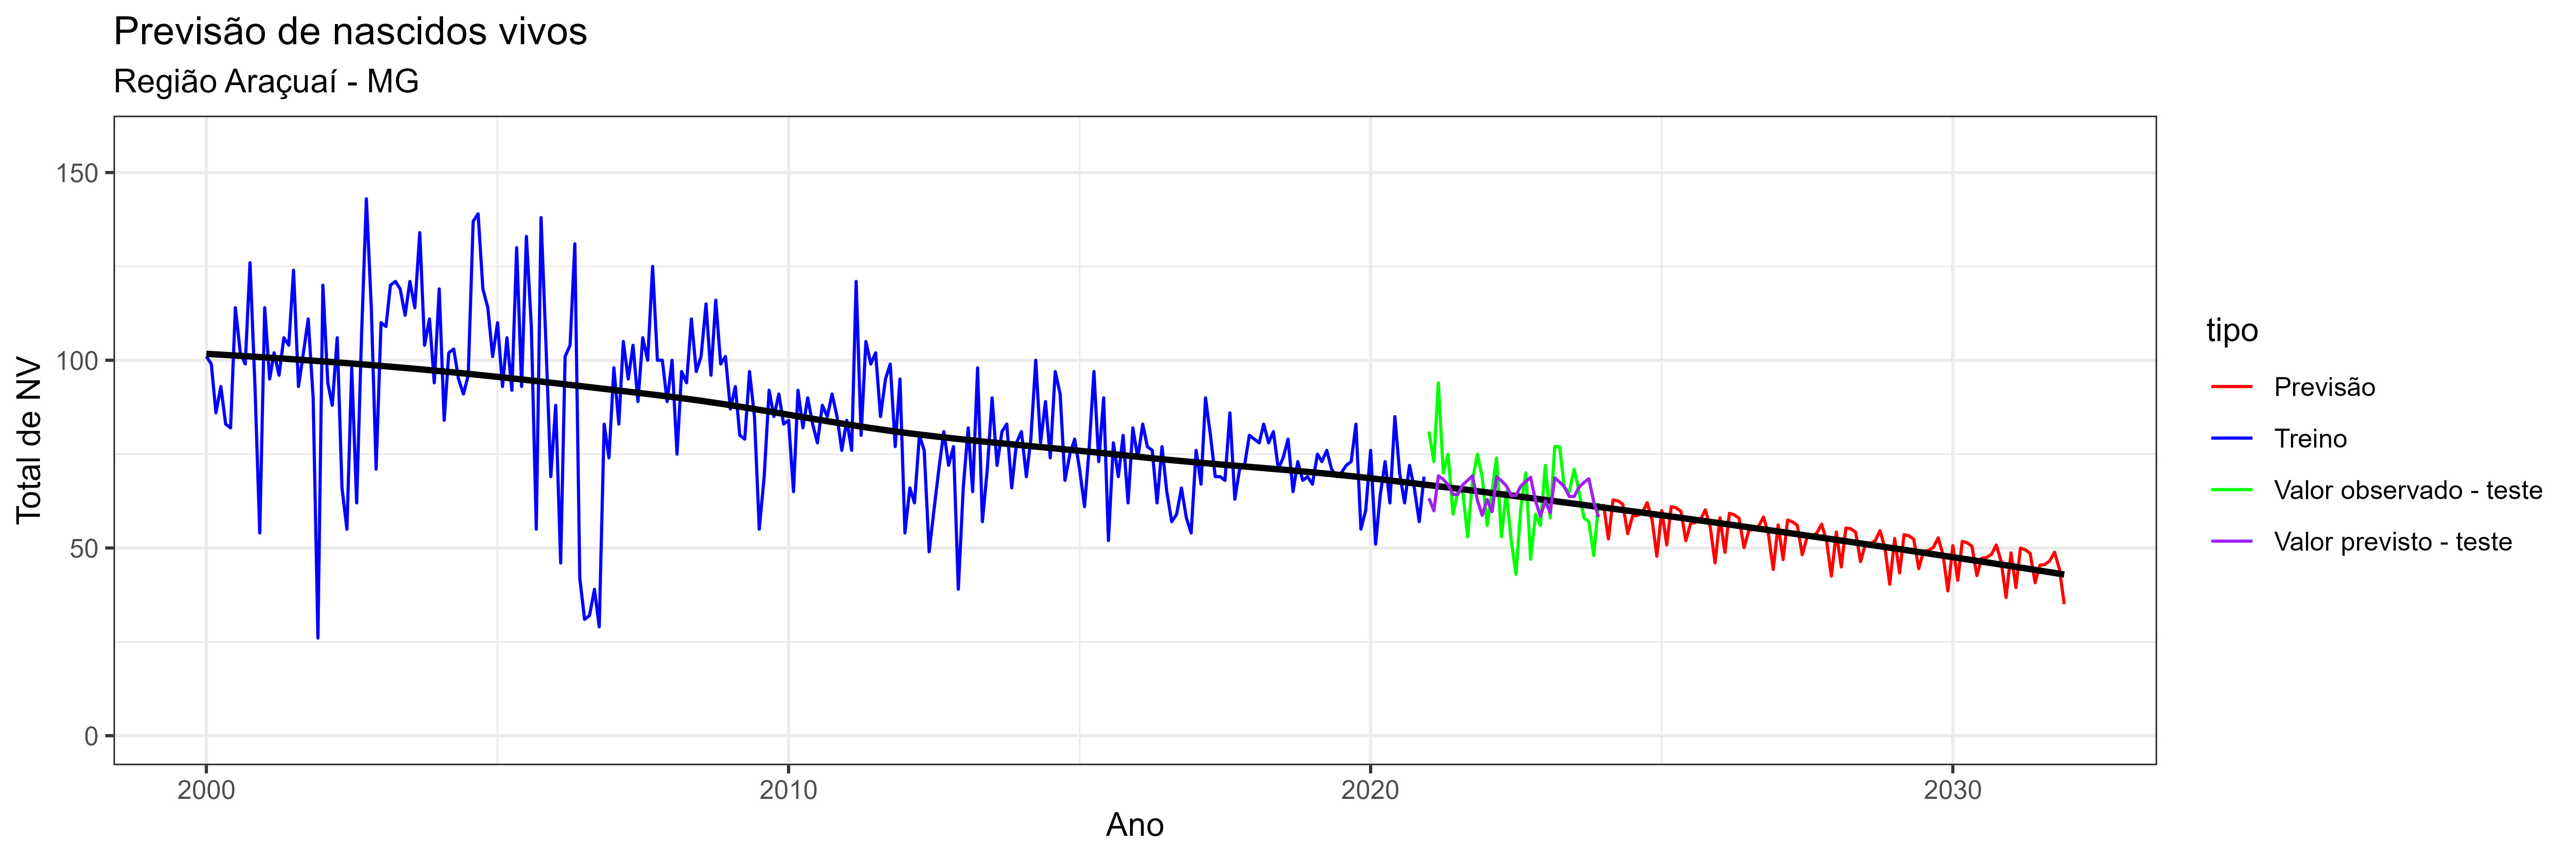 Previsão de nascidos vivos
Região Araçuaí - MG
Total de NV
150
100
50
0
2000
2010
2020
2030
Ano
tipo
Previsão
Treino
Valor observado - teste
Valor previsto - teste